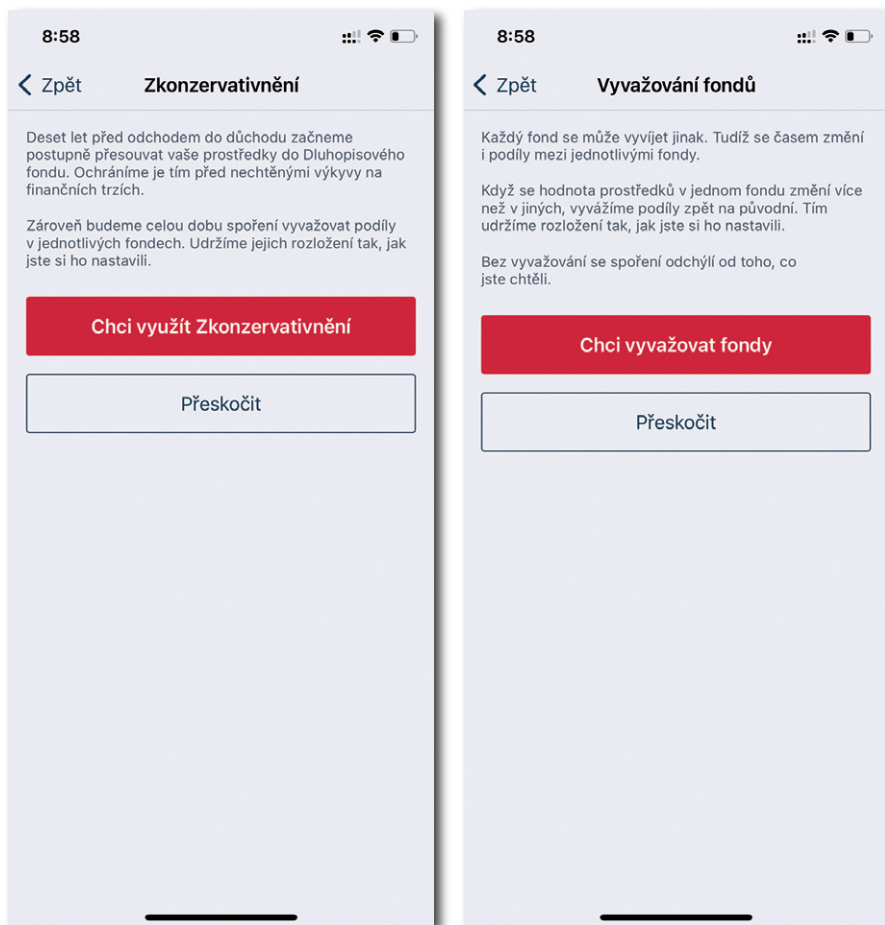 8:58
Zpět
Zkonzervativnění
Deset let před odchodem do důchodu začneme
postupně přesouvat vaše prostředky do Dluhopisového
fondu. Ochráníme je tím před nechtěnými výkyvy na
finančních trzích.
Zároveň budeme celou dobu spoření vyvažovat podíly
v jednotlivých fondech. Udržíme jejich rozložení tak, jak
jste si ho nastavili.
Chci využít Zkonzervativnění
Přeskočit
8:58
Zpět
Vyvažování fondů
Každý fond se může vyvíjet jinak. Tudíž se časem změní
i podíly mezi jednotlivými fondy.
Když se hodnota prostředků v jednom fondu změní více
než v jiných, vyvážíme podíly zpět na původní. Tím
udržíme rozložení tak, jak jste si ho nastavili.
Bez vyvažování se spoření odchýlí od toho, co
jste chtěli.
Chci vyvažovat fondy
Přeskočit